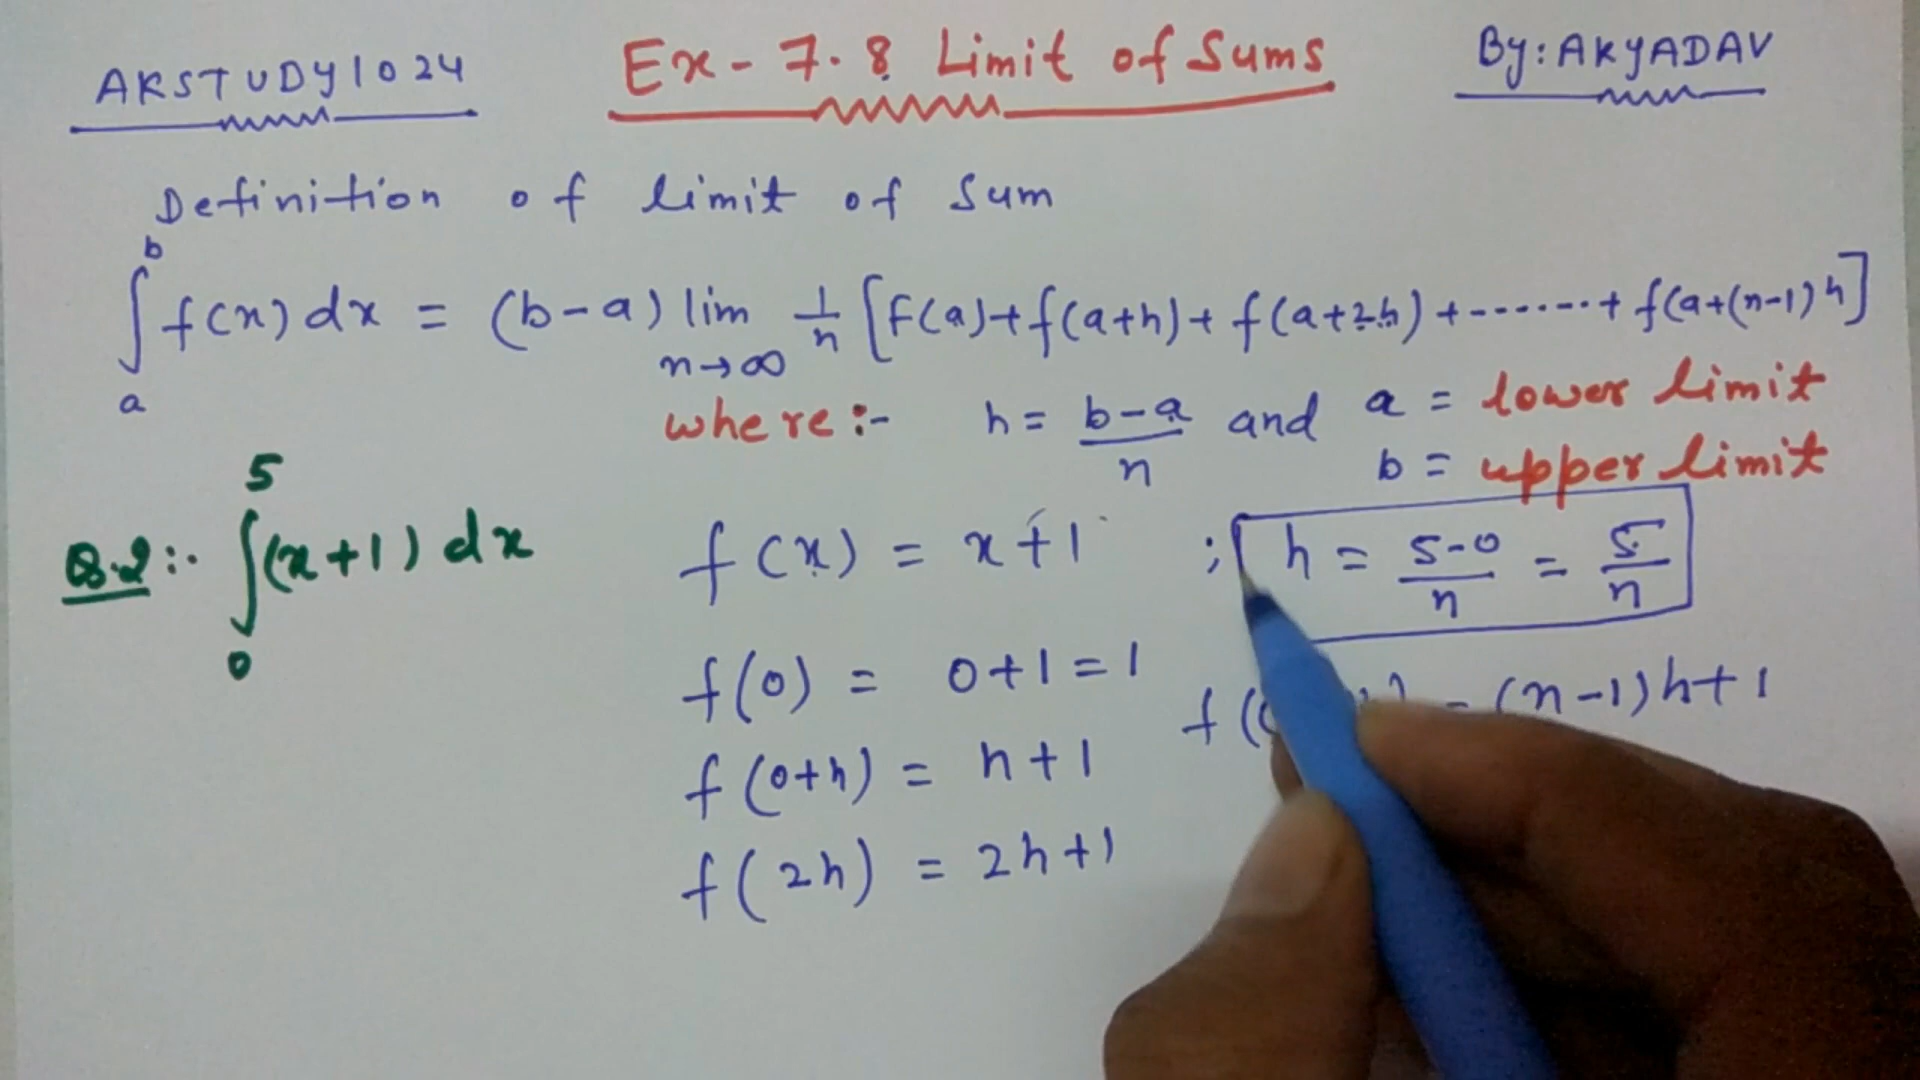 AKSTUDY1024
Ex-7.8 Limit of Sums
By: AKYADAV
Definition of limit of Sum
∫ₐᵇ f(x) dx = (b-a) lim n→∞ 1/n [f(a)+f(a+h)+f(a+2h)+......+f(a+(n-1)h]
where:- h = b-a/n and a = lower limit
b = upper limit
Q.2:- ∫₀⁵ (x+1) dx
f(x) = x+1 ; h = 5-0/n = 5/n
f(0) = 0+1 = 1
(n-1)h+1
f(0+h) = h+1
f(2h) = 2h+1